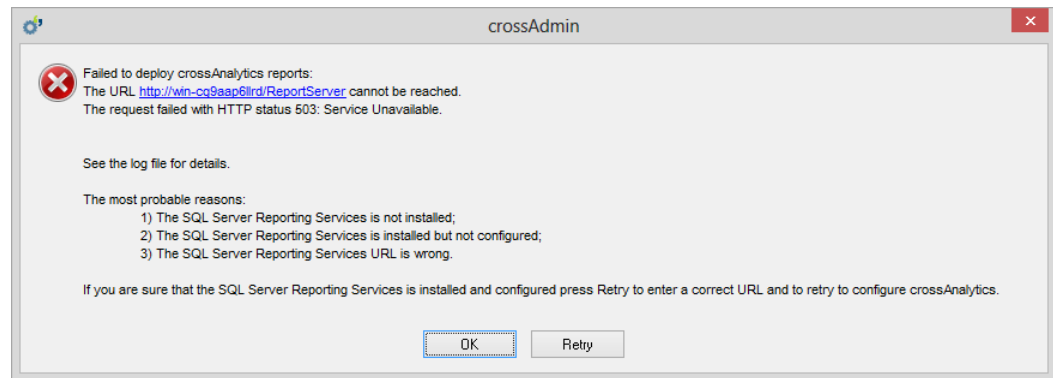 crossAdmin
Failed to deploy crossAnalytics reports:
The URL http://win-cq9aap6llrd/ReportServer cannot be reached.
The request failed with HTTP status 503: Service Unavailable.
See the log file for details.
The most probable reasons:
1) The SQL Server Reporting Services is not installed;
2) The SQL Server Reporting Services is installed but not configured;
3) The SQL Server Reporting Services URL is wrong.
If you are sure that the SQL Server Reporting Services is installed and configured press Retry to enter a correct URL and to retry to configure crossAnalytics.
OK
Retry